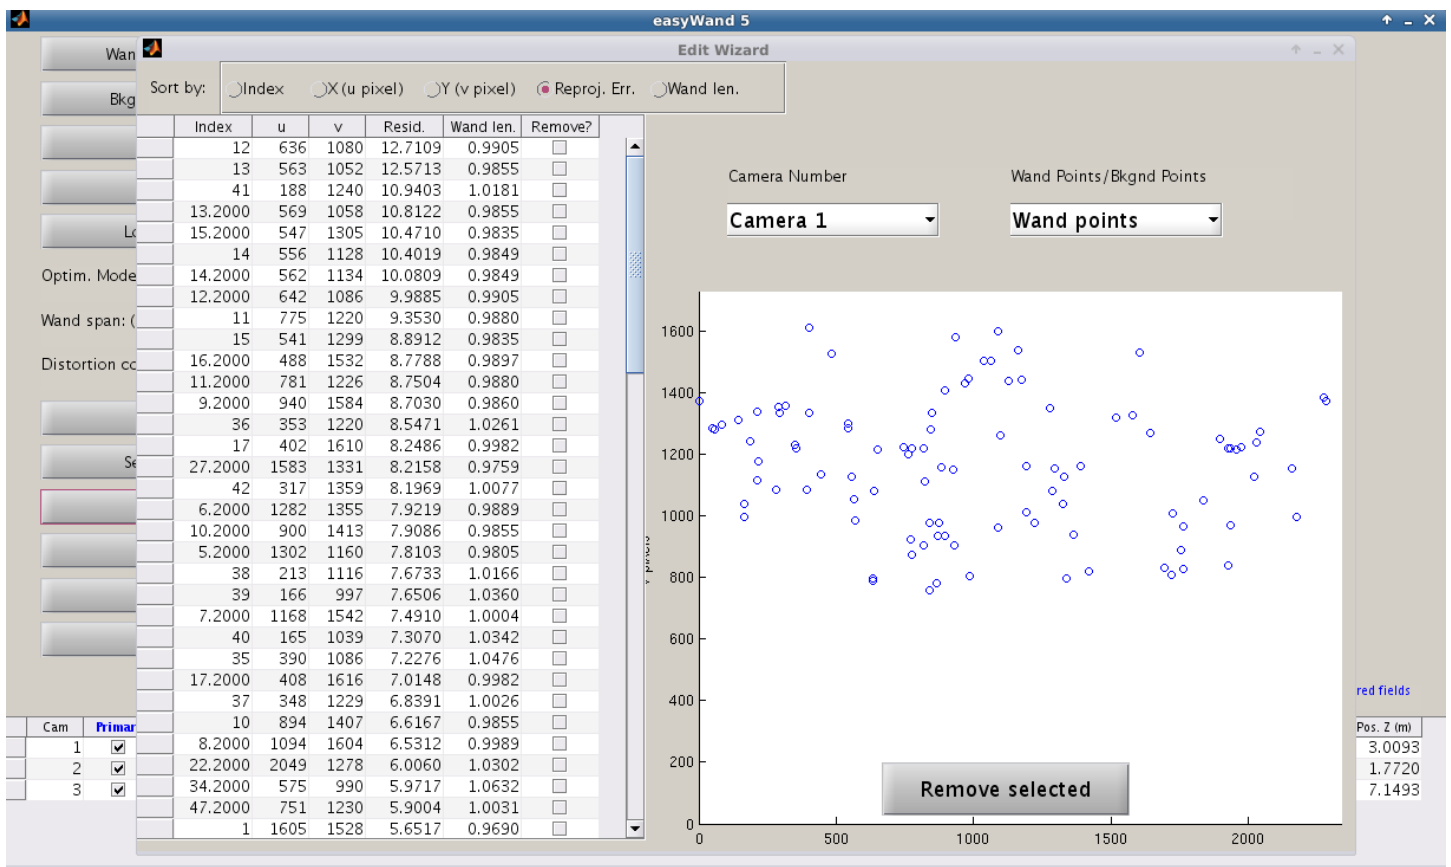 easyWand 5
Edit Wizard
Wan
Bkg
Lo
Optim. Mode
Wand span: (
Distortion co
Se
Sort by: Index X (u pixel) Y (v pixel) Reproj. Err. Wand len.
Index u v Resid. Wand len. Remove?
12 636 1080 12.7109 0.9905
13 563 1052 12.5713 0.9855
41 188 1240 10.9403 1.0181
13.2000 569 1058 10.8122 0.9855
15.2000 547 1305 10.4710 0.9835
14 556 1128 10.4019 0.9849
14.2000 562 1134 10.0809 0.9849
12.2000 642 1086 9.9885 0.9905
11 775 1220 9.3530 0.9880
15 541 1299 8.8912 0.9835
16.2000 488 1532 8.7788 0.9897
11.2000 781 1226 8.7504 0.9880
9.2000 940 1584 8.7030 0.9860
36 353 1220 8.5471 1.0261
17 402 1610 8.2486 0.9982
27.2000 1583 1331 8.2158 0.9759
42 317 1359 8.1969 1.0077
6.2000 1282 1355 7.9219 0.9889
10.2000 900 1413 7.9086 0.9855
5.2000 1302 1160 7.8103 0.9805
38 213 1116 7.6733 1.0166
39 166 997 7.6506 1.0360
7.2000 1168 1542 7.4910 1.0004
40 165 1039 7.3070 1.0342
35 390 1086 7.2276 1.0476
17.2000 408 1616 7.0148 0.9982
37 348 1229 6.8391 1.0026
10 894 1407 6.6167 0.9855
8.2000 1094 1604 6.5312 0.9989
22.2000 2049 1278 6.0060 1.0302
34.2000 575 990 5.9717 1.0632
47.2000 751 1230 5.9004 1.0031
1 1605 1528 5.6517 0.9690
Camera Number
Camera 1
Wand Points/Bkgnd Points
Wand points
1600
1400
1200
1000
800
600
400
200
0
0 500 1000 1500 2000
Remove selected
red fields
Cam Primar
1
2
3
Pos. Z (m)
3.0093
1.7720
7.1493